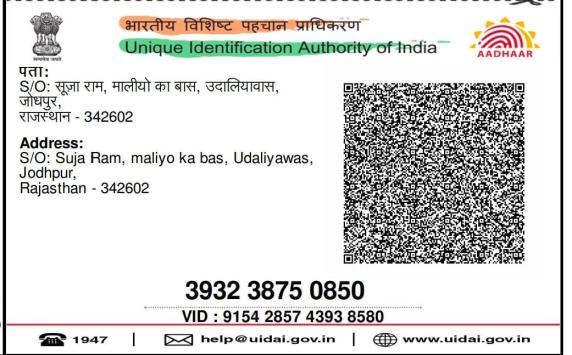 भारतीय विशिष्ट पहचान प्राधिकरण
Unique Identification Authority of India
सत्यमेव जयते
AADHAAR
पता:
S/O: सूजा राम, मालीयो का बास, उदालियावास,
जोधपुर,
राजस्थान - 342602
Address:
S/O: Suja Ram, maliyo ka bas, Udaliyawas,
Jodhpur,
Rajasthan - 342602
3932 3875 0850
VID : 9154 2857 4393 8580
1947 | help@uidai.gov.in | www.uidai.gov.in